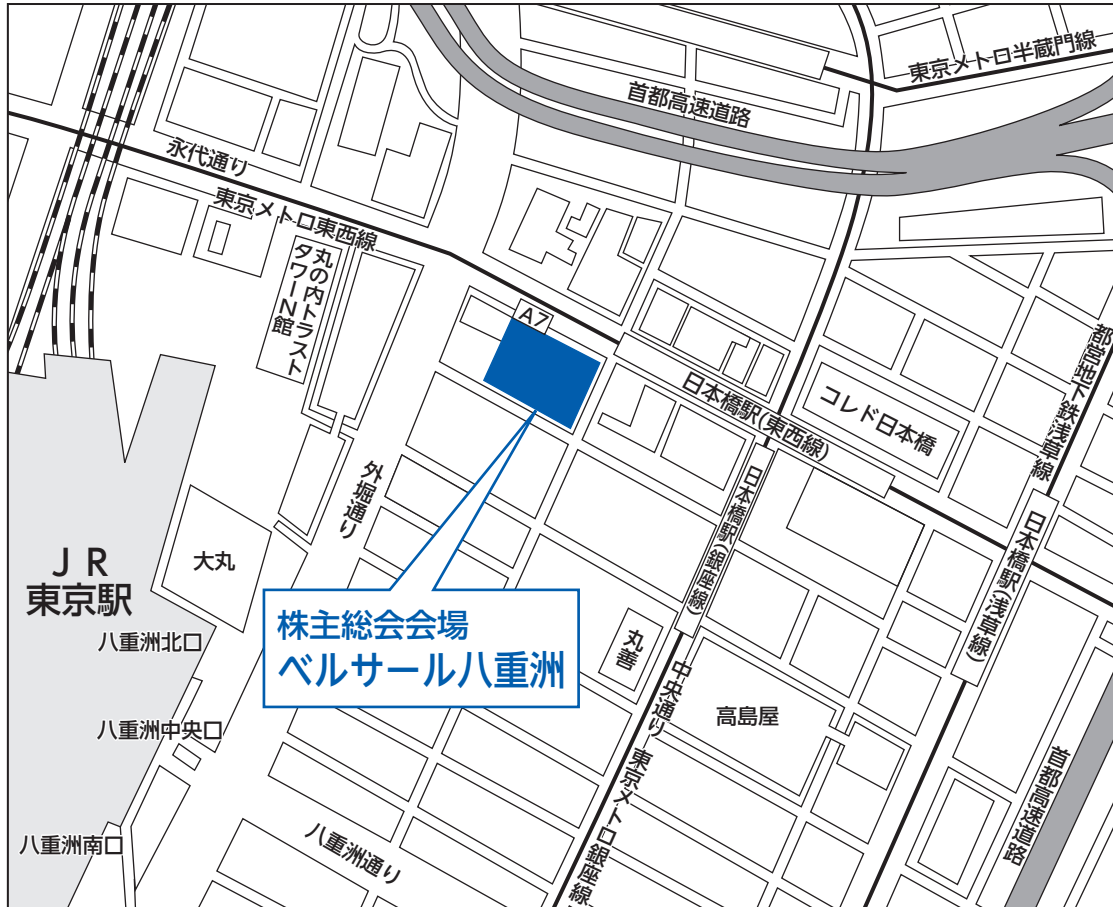 東京メトロ半蔵門線
首都高速道路
永代通り
東京メトロ東西線
丸の内トラスト
タワーN館
A7
日本橋駅(東西線)
コレド日本橋
都営地下鉄浅草線
外堀通り
日本橋駅(銀座線)
日本橋駅(浅草線)
JR
東京駅
大丸
八重洲北口
株主総会会場
ベルサール八重洲
丸善
中央通り
高島屋
八重洲中央口
東京メトロ銀座線
首都高速道路
八重洲南口
八重洲通り